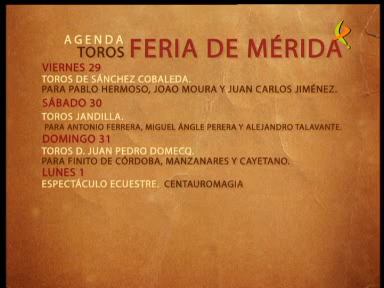 AGENDA
TOROS FERIA DE MÉRIDA
VIERNES 29
TOROS DE SÁNCHEZ COBALEDA.
PARA PABLO HERMOSO, JOAO MOURA Y JUAN CARLOS JIMÉNEZ.
SÁBADO 30
TOROS JANDILLA.
PARA ANTONIO FERRERA, MIGUEL ÁNGLE PERERA Y ALEJANDRO TALAVANTE.
DOMINGO 31
TOROS D. JUAN PEDRO DOMECQ.
PARA FINITO DE CÓRDOBA, MANZANARES Y CAYETANO.
LUNES 1
ESPECTÁCULO ECUESTRE. CENTAUROMAGIA